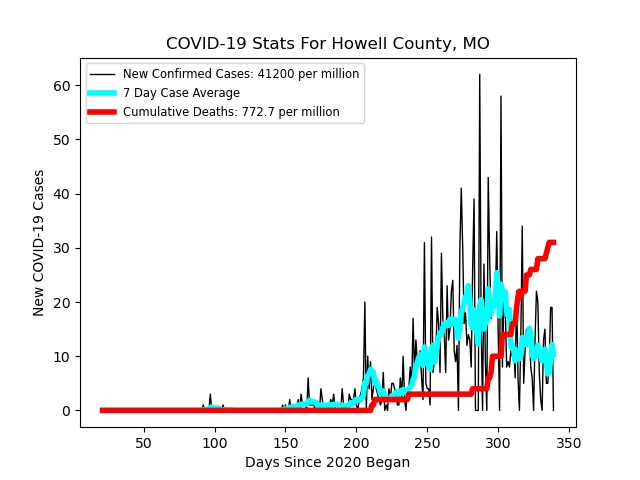 COVID-19 Stats For Howell County, MO
New Confirmed Cases: 41200 per million
7 Day Case Average
Cumulative Deaths: 772.7 per million
New COVID-19 Cases
60
50
40
30
20
10
0
50
100
150
200
250
300
350
Days Since 2020 Began